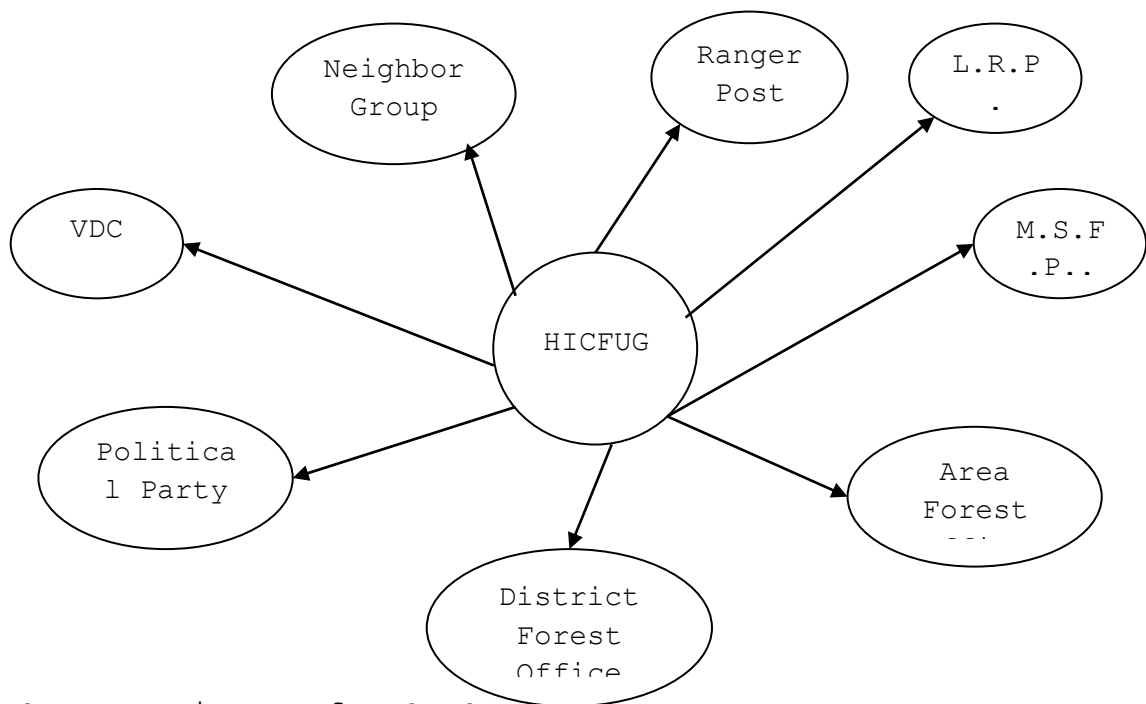 Neighbor
Group
Ranger
Post
L.R.P
.
VDC
M.S.F
.P..
HICFUG
Politica
l Party
Area
Forest
District
Forest
Office